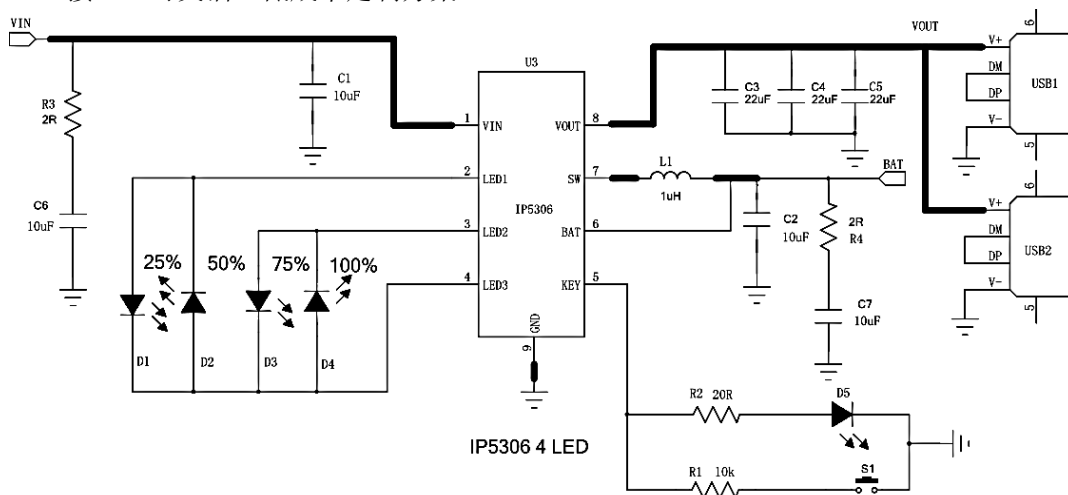 VIN
R3
2R
C6
10uF
C1
10uF
U3
IP5306
1
VIN
2
LED1
3
LED2
4
LED3
VOUT
8
SW
7
BAT
6
KEY
5
GND
9
25%
50%
75%
100%
D1
D2
D3
D4
L1
1uH
C2
10uF
C3
22uF
C4
22uF
C5
22uF
VOUT
BAT
2R
R4
C7
10uF
R2
20R
D5
R1
10k
S1
6
V+
DM
DP
V-
USB1
5
6
V+
DM
DP
V-
USB2
5
IP5306 4 LED